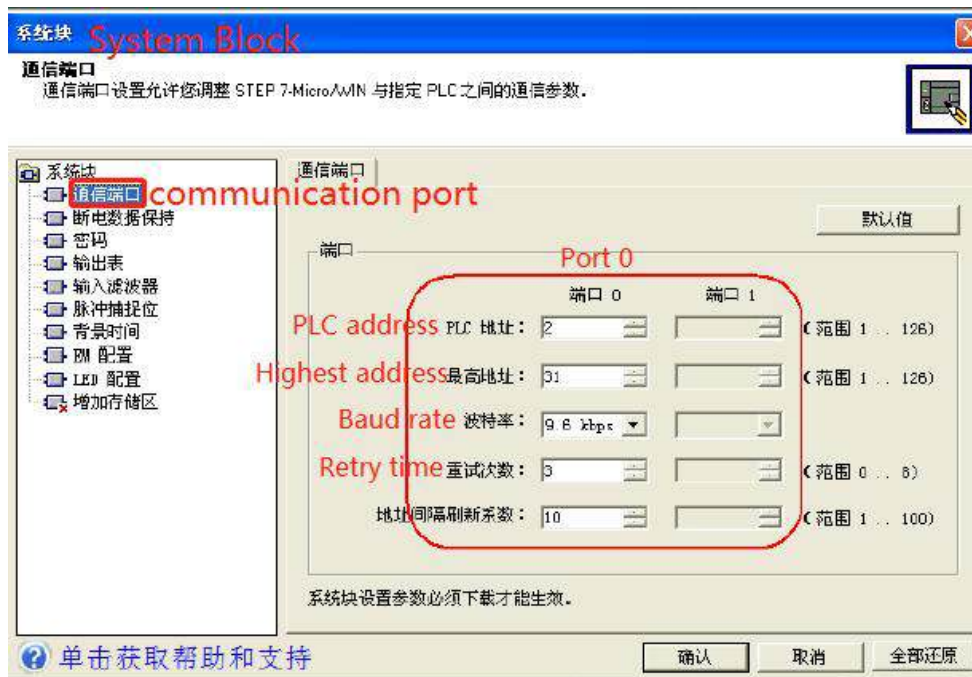 系统块 System Block
通信端口
通信端口设置允许您调整 STEP 7-Micro/WIN 与指定 PLC 之间的通信参数.
系统块
通信端口 communication port
断电数据保持
密码
输出表
输入滤波器
脉冲捕捉位
背景时间
EM 配置
LED 配置
增加存储区
通信端口
默认值
端口
Port 0
端口 0 端口 1
PLC address PLC 地址: 2 (范围 1 .. 126)
Highest address 最高地址: 31 (范围 1 .. 126)
Baud rate 波特率: 9.6 kbps
Retry time 重试次数: 3 (范围 0 .. 8)
地址间隔刷新系数: 10 (范围 1 .. 100)
系统块设置参数必须下载才能生效.
单击获取帮助和支持
确认 取消 全部还原